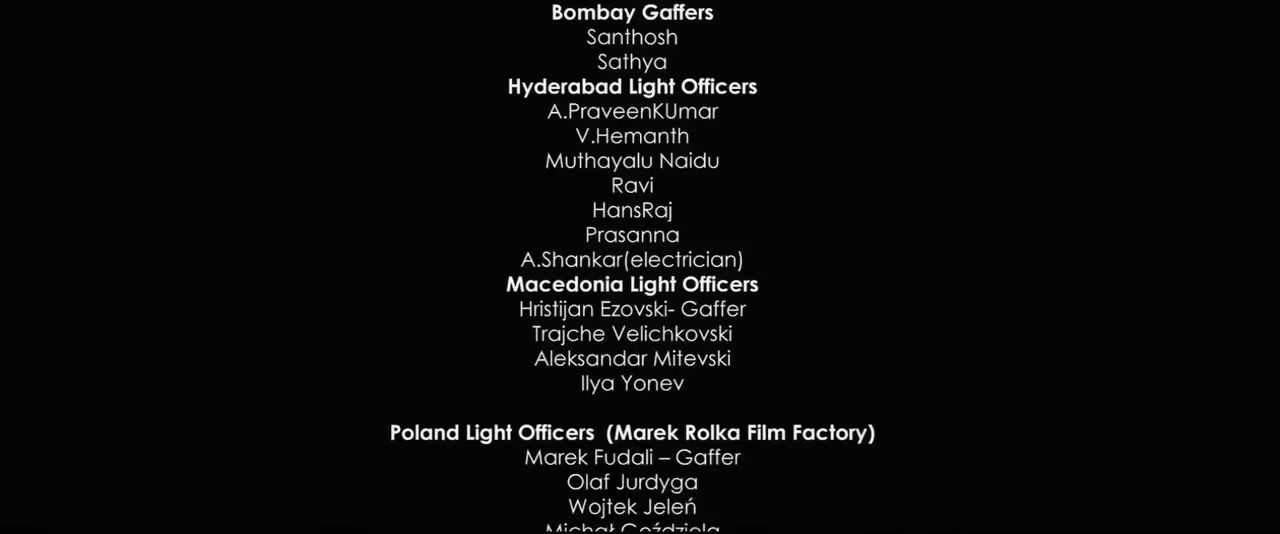 Bombay Gaffers
Santhosh
Sathya
Hyderabad Light Officers
A.PraveenKUmar
V.Hemanth
Muthayalu Naidu
Ravi
HansRaj
Prasanna
A.Shankar(electrician)
Macedonia Light Officers
Hristijan Ezovski- Gaffer
Trajche Velichkovski
Aleksandar Mitevski
Ilya Yonev
Poland Light Officers (Marek Rolka Film Factory)
Marek Fudali – Gaffer
Olaf Jurdyga
Wojtek Jeleń
Michał